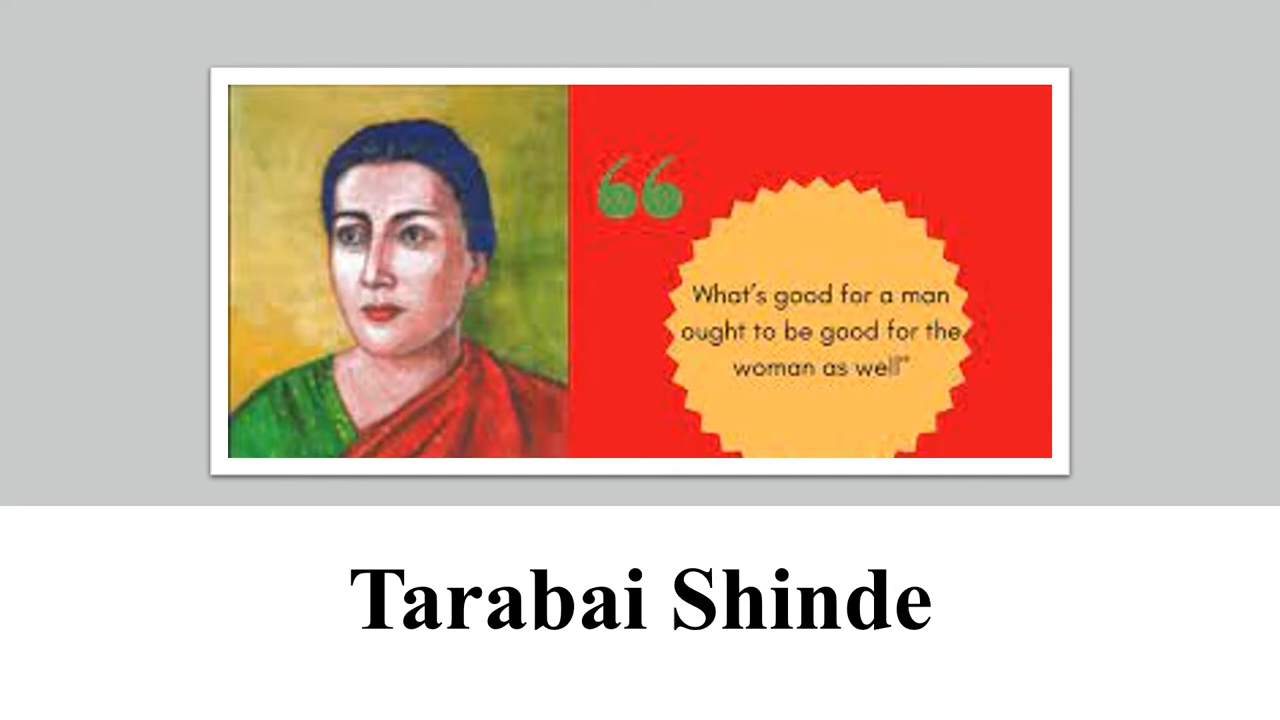 “
What's good for a man
ought to be good for the
woman as well"
Tarabai Shinde